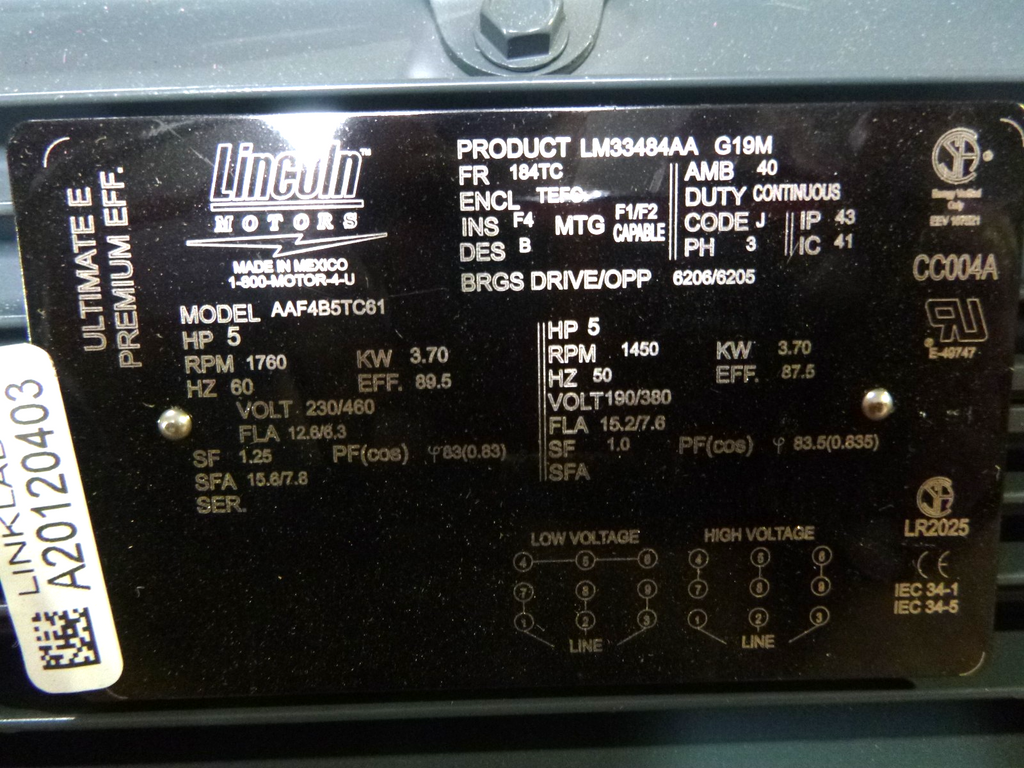 ULTIMATE E
PREMIUM EFF.
Lincoln™
MOTORS
MADE IN MEXICO
1-800-MOTOR-4-U
PRODUCT LM33484AA G19M
FR 184TC
ENCL TEFC
INS F4 MTG F1/F2 CAPABLE
DES B
AMB 40
DUTY CONTINUOUS
CODE J IP 43
PH 3 IC 41
BRGS DRIVE/OPP 6206/6205
MODEL AAF4B5TC61
HP 5
RPM 1760 KW 3.70
HZ 60 EFF. 89.5
VOLT 230/460
FLA 12.6/6.3
SF 1.25 PF(cos) φ83(0.83)
SFA 15.6/7.8
SER.
HP 5
RPM 1450 KW 3.70
HZ 50 EFF. 87.5
VOLT 190/380
FLA 15.2/7.6
SF 1.0 PF(cos) φ 83.5(0.835)
SFA
LOW VOLTAGE
4 5 6
7 8 9
1 2 3
LINE
HIGH VOLTAGE
4 5 6
7 8 9
1 2 3
LINE
Energy Verified
CC004A
E-49747
LR2025
CE
IEC 34-1
IEC 34-5
LINKLAB
A20120403